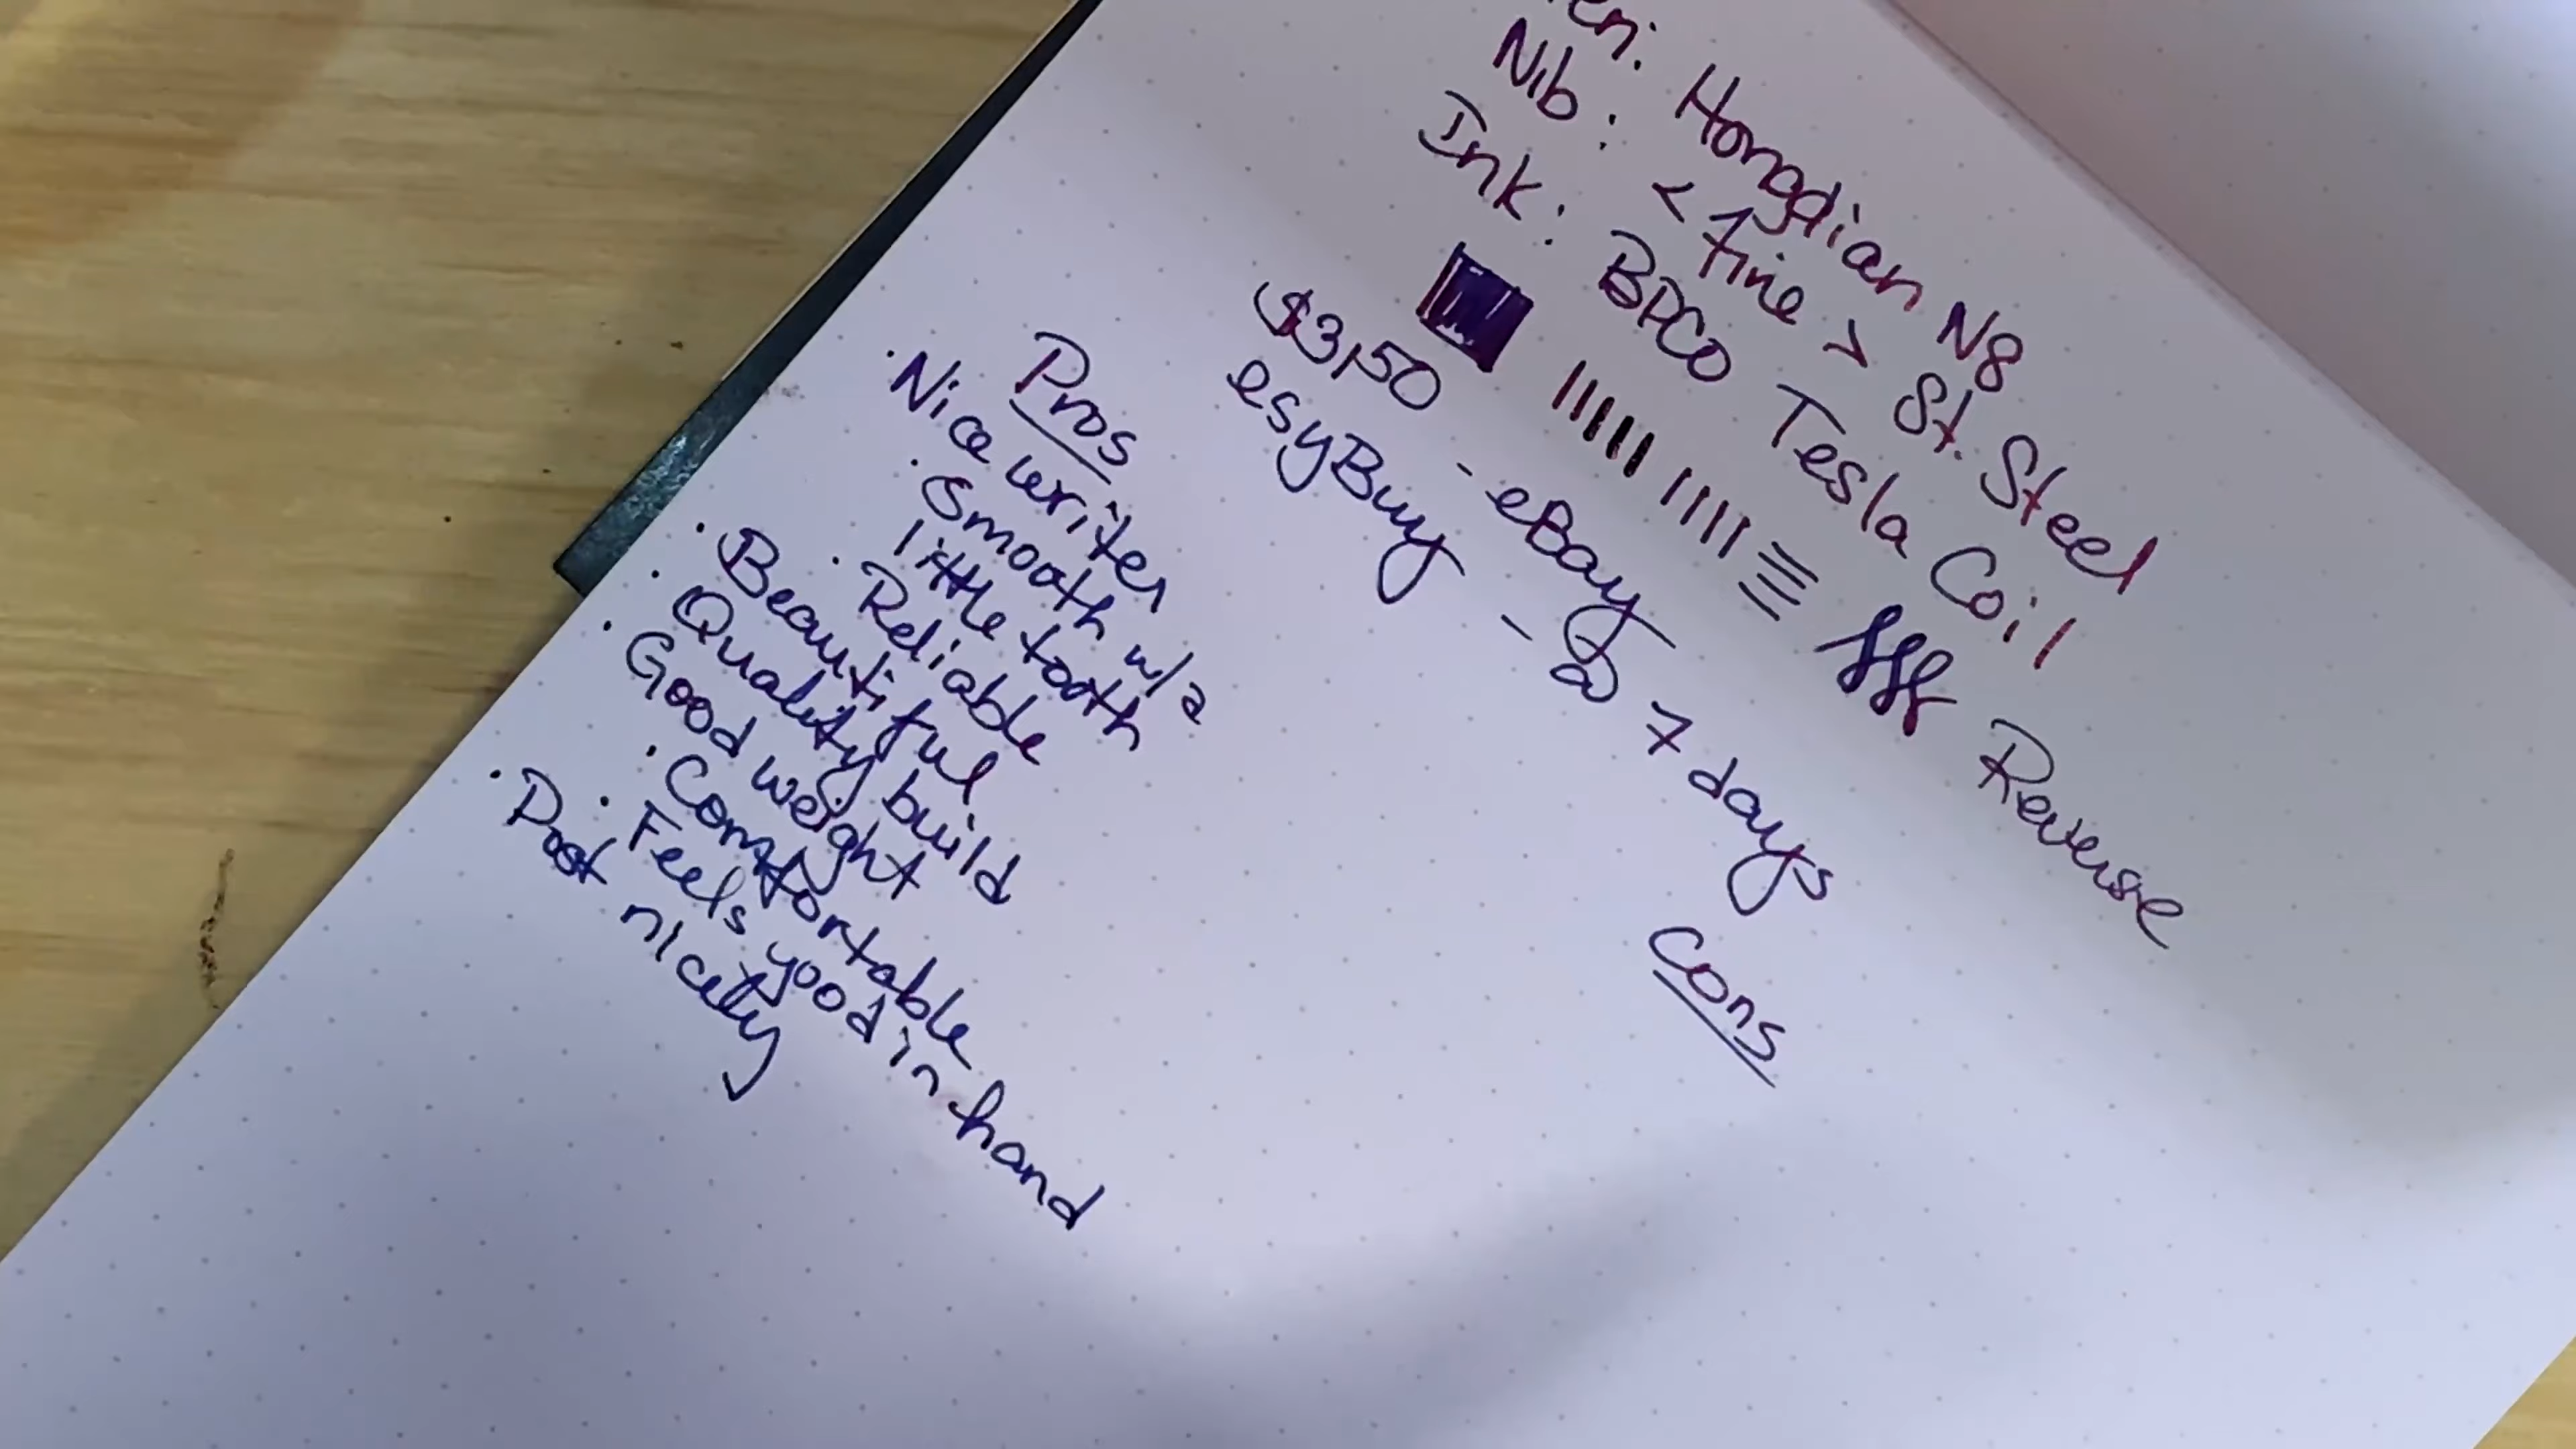 en: Hongdian N8
Nib: < Fine > St. Steel
Ink: BPCO Tesla Coil
Reverse
$3.50 - eBay
esyBuy - 7 days
Pros
· Nice writer
· Smooth w/a
little tooth
· Reliable
· Beautiful
· Quality build
· Good weight
· Comfortable
· Feels good in hand
· Post nicely
Cons